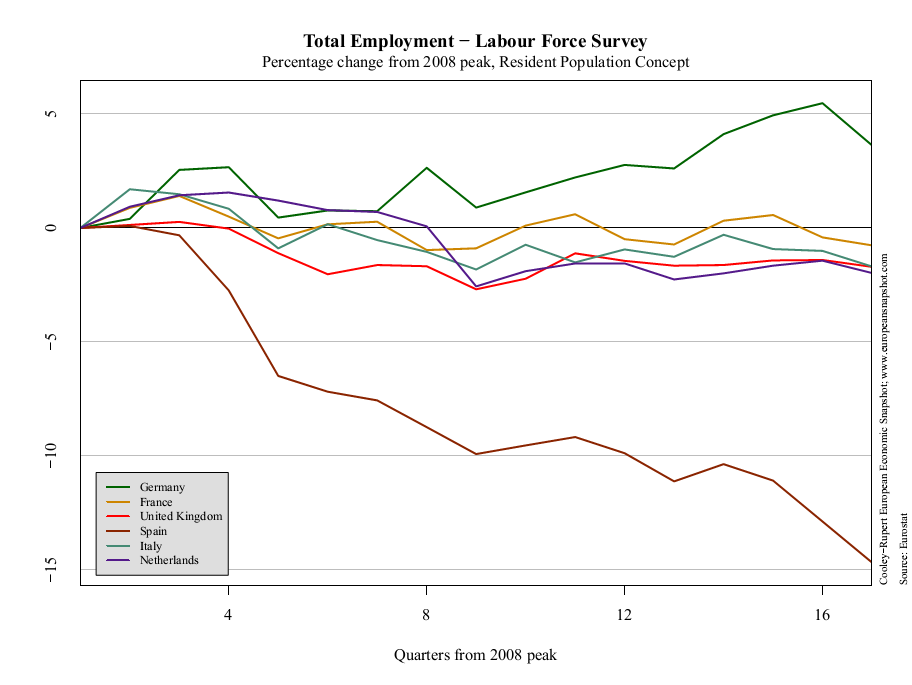 Total Employment − Labour Force Survey
Percentage change from 2008 peak, Resident Population Concept
5
0
−5
−10
−15
Germany
France
United Kingdom
Spain
Italy
Netherlands
4
8
12
16
Quarters from 2008 peak
Cooley−Rupert European Economic Snapshot; www.europeansnapshot.com
Source: Eurostat